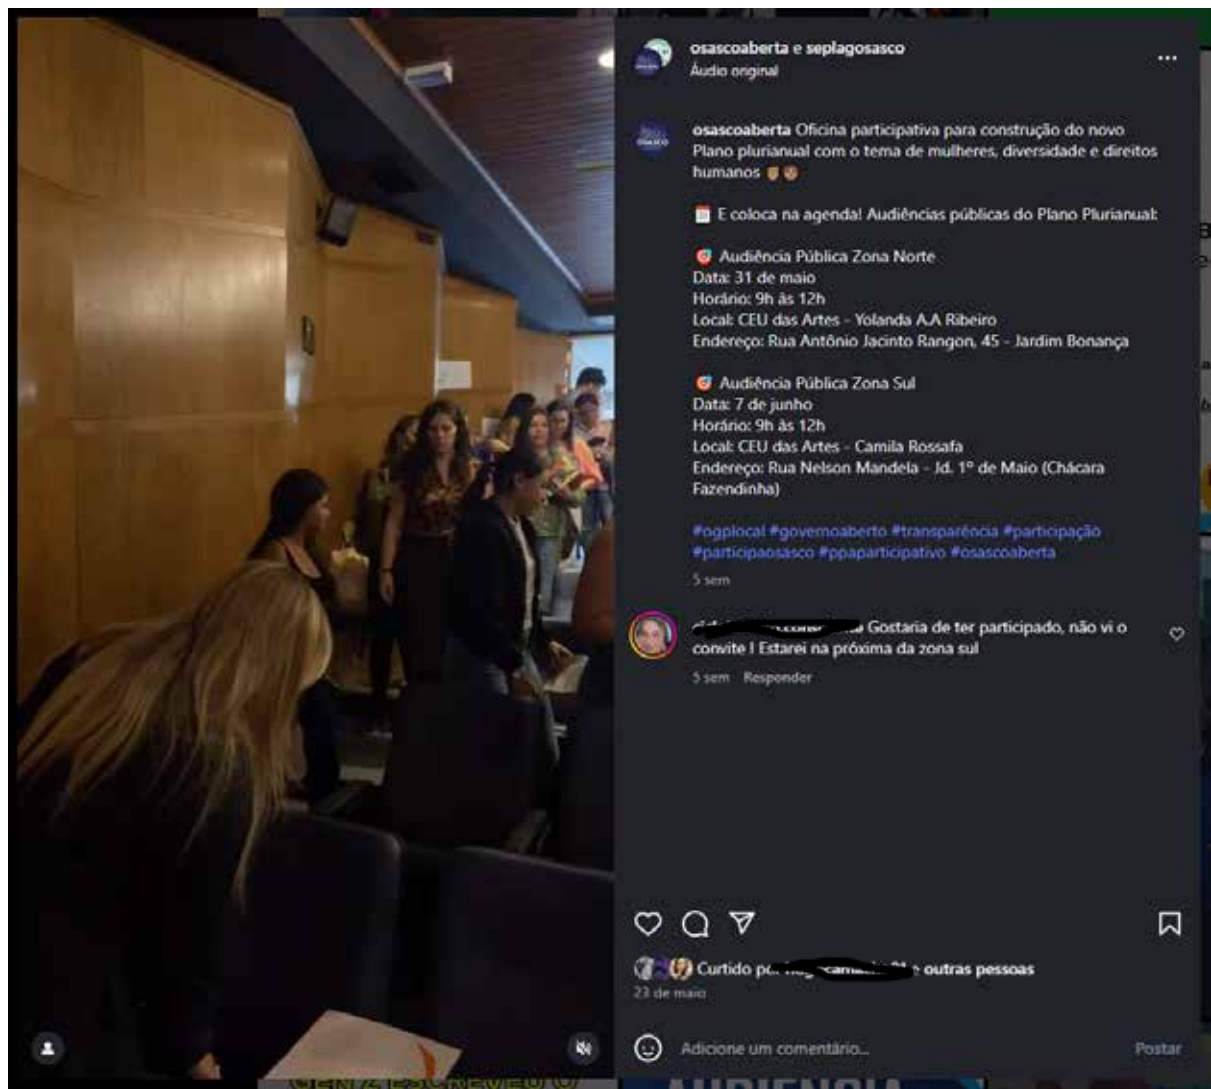 osascoaberta e seplagosasco
Áudio original
osascoaberta Oficina participativa para construção do novo
Plano plurianual com o tema de mulheres, diversidade e direitos
humanos
E coloca na agenda! Audiências públicas do Plano Plurianual:
Audiência Pública Zona Norte
Data: 31 de maio
Horário: 9h às 12h
Local: CEU das Artes - Yolanda A.A Ribeiro
Endereço: Rua Antônio Jacinto Rangon, 45 - Jardim Bonança
Audiência Pública Zona Sul
Data: 7 de junho
Horário: 9h às 12h
Local: CEU das Artes - Camila Rossafa
Endereço: Rua Nelson Mandela - Jd. 1º de Maio (Chácara
Fazendinha)
#ogplocal #governoaberto #transparência #participação
#participaosasco #ppaparticipativo #osascoaberta
5 sem
Gostaria de ter participado, não vi o
convite ! Estarei na próxima da zona sul
5 sem Responder
Curtido por e outras pessoas
23 de maio
Adicione um comentário...
Postar
GEN Z ESCREVEU O
AUDIÊNCIA